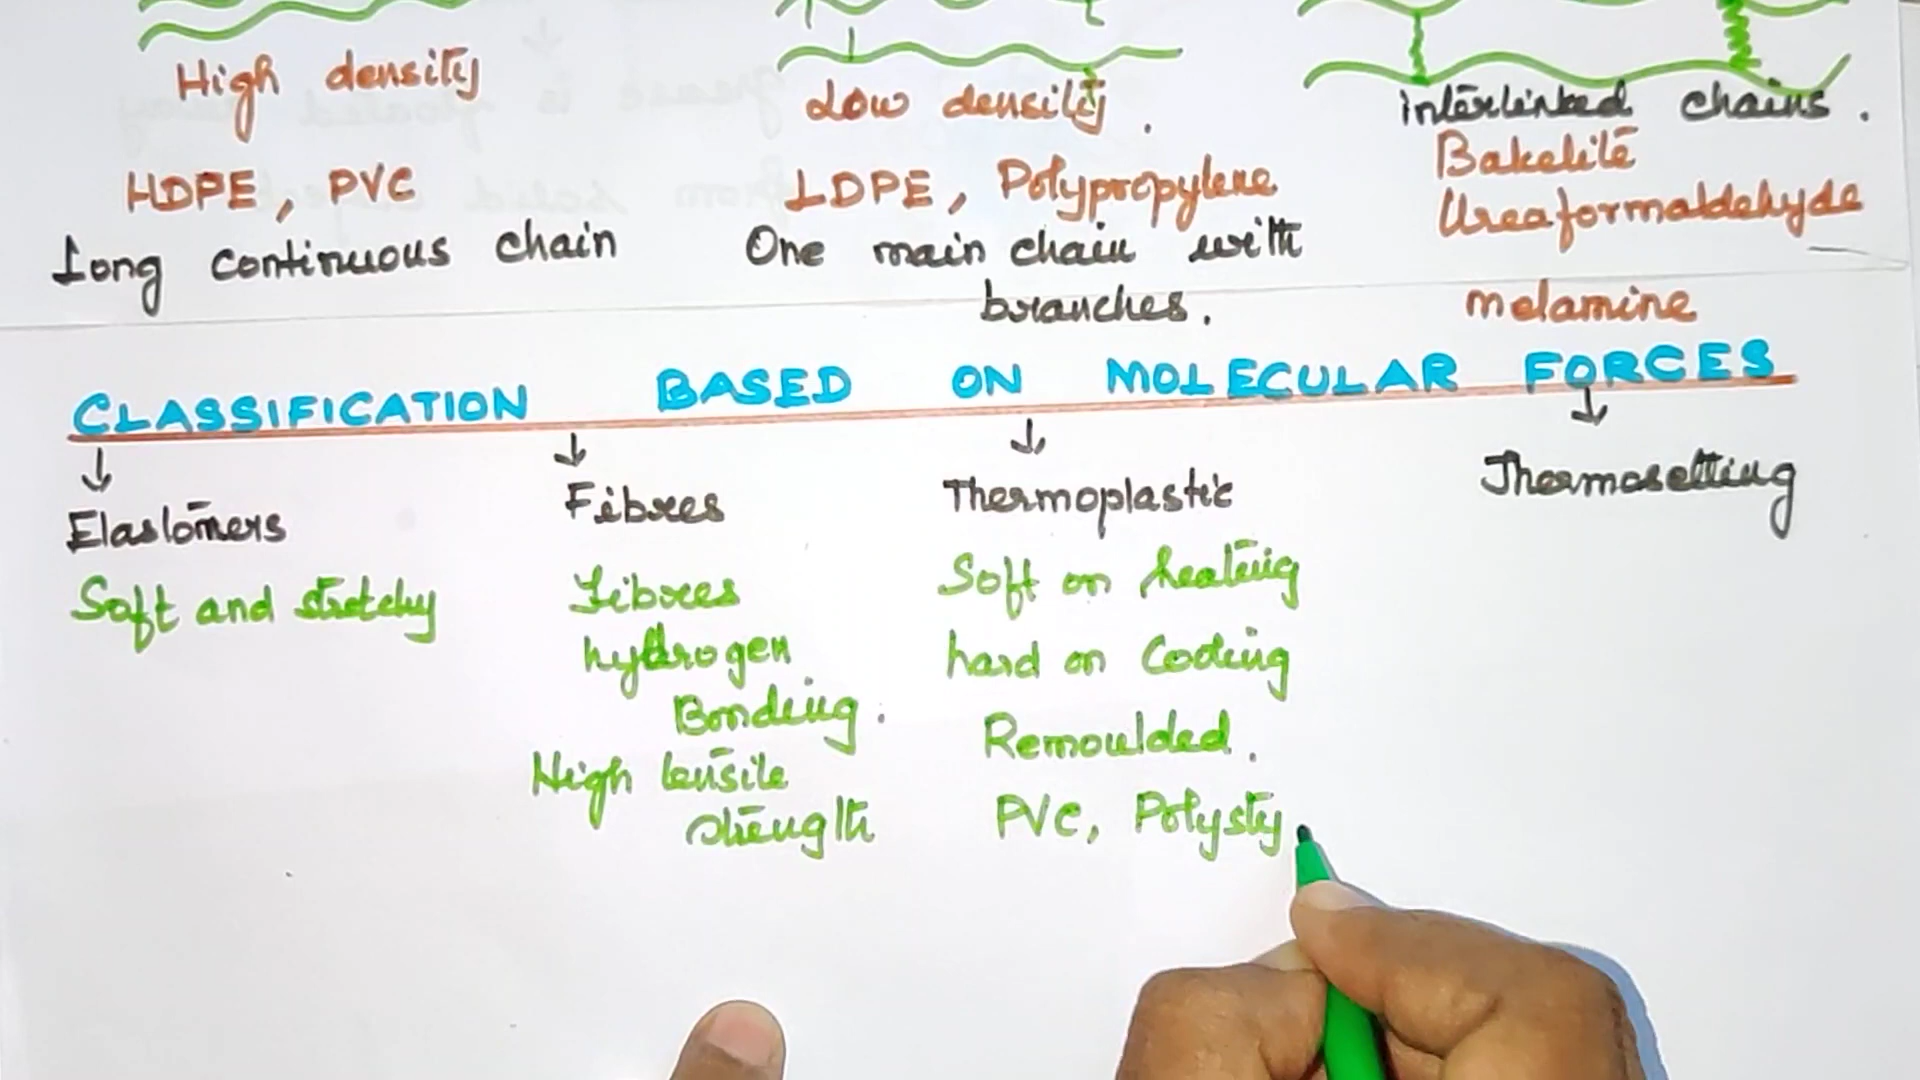 High density
Low density.
interlinked chains.
HDPE, PVC
LDPE, Polypropylene
Bakelite
Ureaformaldehyde
Long continuous chain
One main chain with
branches.
melamine
CLASSIFICATION BASED ON MOLECULAR FORCES
Elastomers
Soft and stretchy
Fibres
Fibres
hydrogen
Bonding.
High tensile
strength
Thermoplastic
Soft on heating
hard on Cooling
Remoulded.
PVC, Polysty
Thermosetting